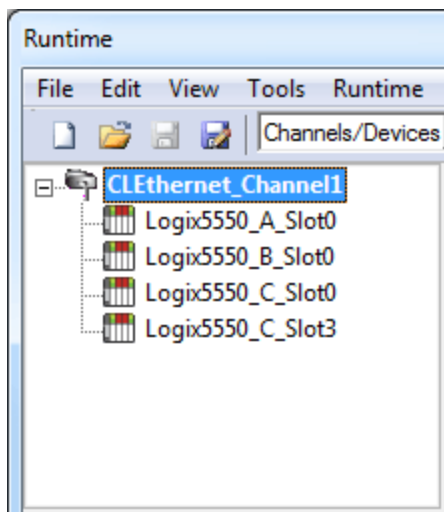 Runtime
File Edit View Tools Runtime
Channels/Devices
CLEthernet_Channel1
Logix5550_A_Slot0
Logix5550_B_Slot0
Logix5550_C_Slot0
Logix5550_C_Slot3